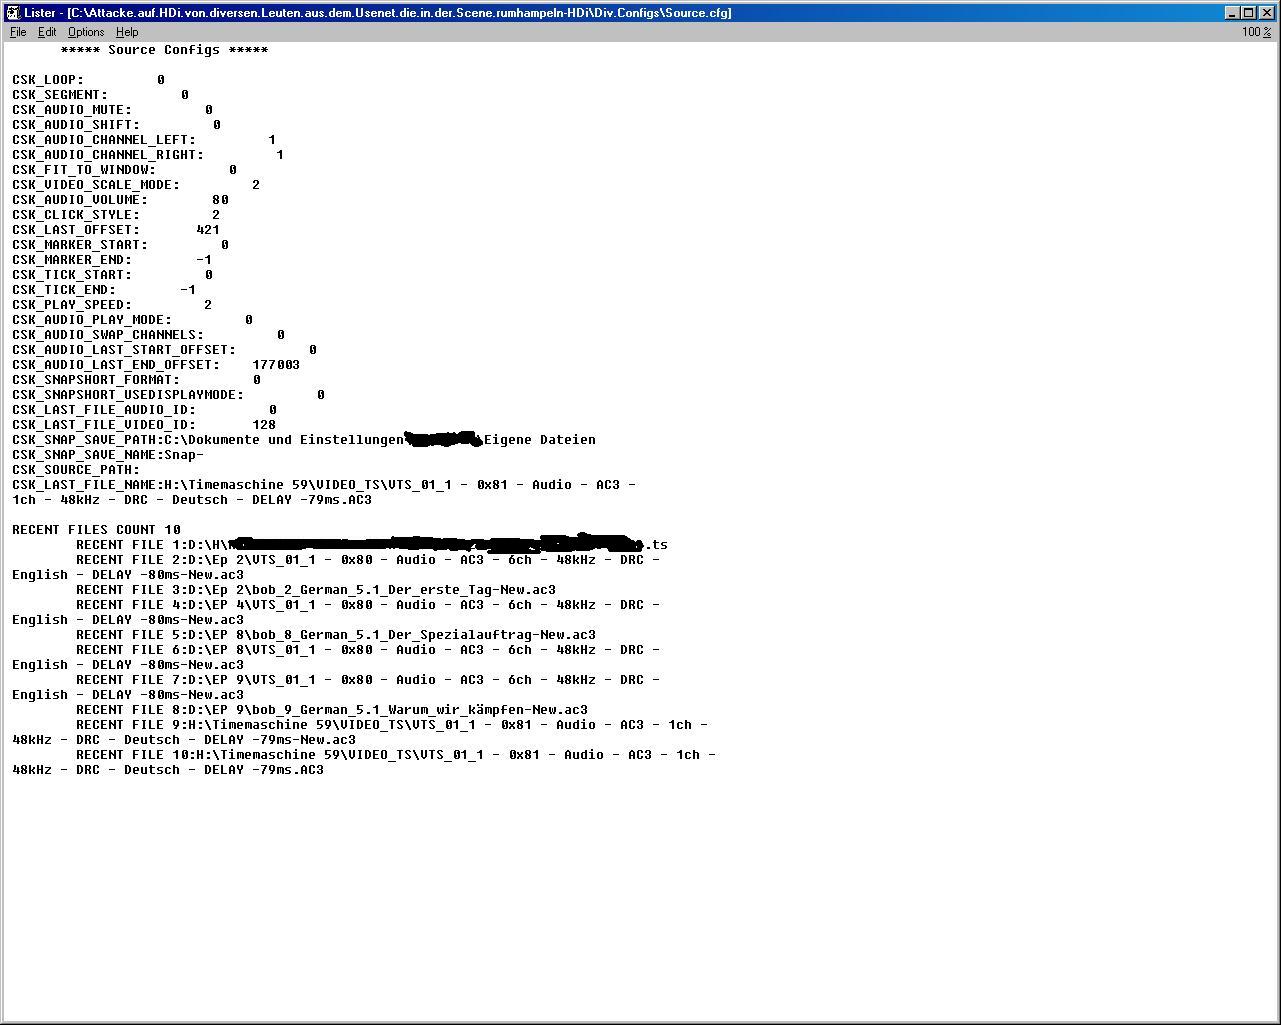 Lister - [C:\Attacke.auf.HDi.von.diversen.Leuten.aus.dem.Usenet.die.in.der.Scene.rumhampeln-HDi\Div.Configs\Source.cfg]
File Edit Options Help 100 %
***** Source Configs *****
CSK_LOOP: 0
CSK_SEGMENT: 0
CSK_AUDIO_MUTE: 0
CSK_AUDIO_SHIFT: 0
CSK_AUDIO_CHANNEL_LEFT: 1
CSK_AUDIO_CHANNEL_RIGHT: 1
CSK_FIT_TO_WINDOW: 0
CSK_VIDEO_SCALE_MODE: 2
CSK_AUDIO_VOLUME: 80
CSK_CLICK_STYLE: 2
CSK_LAST_OFFSET: 421
CSK_MARKER_START: 0
CSK_MARKER_END: -1
CSK_TICK_START: 0
CSK_TICK_END: -1
CSK_PLAY_SPEED: 2
CSK_AUDIO_PLAY_MODE: 0
CSK_AUDIO_SWAP_CHANNELS: 0
CSK_AUDIO_LAST_START_OFFSET: 0
CSK_AUDIO_LAST_END_OFFSET: 177003
CSK_SNAPSHORT_FORMAT: 0
CSK_SNAPSHORT_USEDISPLAYMODE: 0
CSK_LAST_FILE_AUDIO_ID: 0
CSK_LAST_FILE_VIDEO_ID: 128
CSK_SNAP_SAVE_PATH:C:\Dokumente und Einstellungen \Eigene Dateien
CSK_SNAP_SAVE_NAME:Snap-
CSK_SOURCE_PATH:
CSK_LAST_FILE_NAME:H:\Timemaschine 59\VIDEO_TS\VTS_01_1 - 0x81 - Audio - AC3 -
1ch - 48kHz - DRC - Deutsch - DELAY -79ms.AC3
RECENT FILES COUNT 10
RECENT FILE 1:D:\H\ .ts
RECENT FILE 2:D:\Ep 2\VTS_01_1 - 0x80 - Audio - AC3 - 6ch - 48kHz - DRC -
English - DELAY -80ms-New.ac3
RECENT FILE 3:D:\Ep 2\bob_2_German_5.1_Der_erste_Tag-New.ac3
RECENT FILE 4:D:\EP 4\VTS_01_1 - 0x80 - Audio - AC3 - 6ch - 48kHz - DRC -
English - DELAY -80ms-New.ac3
RECENT FILE 5:D:\EP 8\bob_8_German_5.1_Der_Spezialauftrag-New.ac3
RECENT FILE 6:D:\EP 8\VTS_01_1 - 0x80 - Audio - AC3 - 6ch - 48kHz - DRC -
English - DELAY -80ms-New.ac3
RECENT FILE 7:D:\EP 9\VTS_01_1 - 0x80 - Audio - AC3 - 6ch - 48kHz - DRC -
English - DELAY -80ms-New.ac3
RECENT FILE 8:D:\EP 9\bob_9_German_5.1_Warum_wir_kämpfen-New.ac3
RECENT FILE 9:H:\Timemaschine 59\VIDEO_TS\VTS_01_1 - 0x81 - Audio - AC3 - 1ch -
48kHz - DRC - Deutsch - DELAY -79ms-New.ac3
RECENT FILE 10:H:\Timemaschine 59\VIDEO_TS\VTS_01_1 - 0x81 - Audio - AC3 - 1ch -
48kHz - DRC - Deutsch - DELAY -79ms.AC3